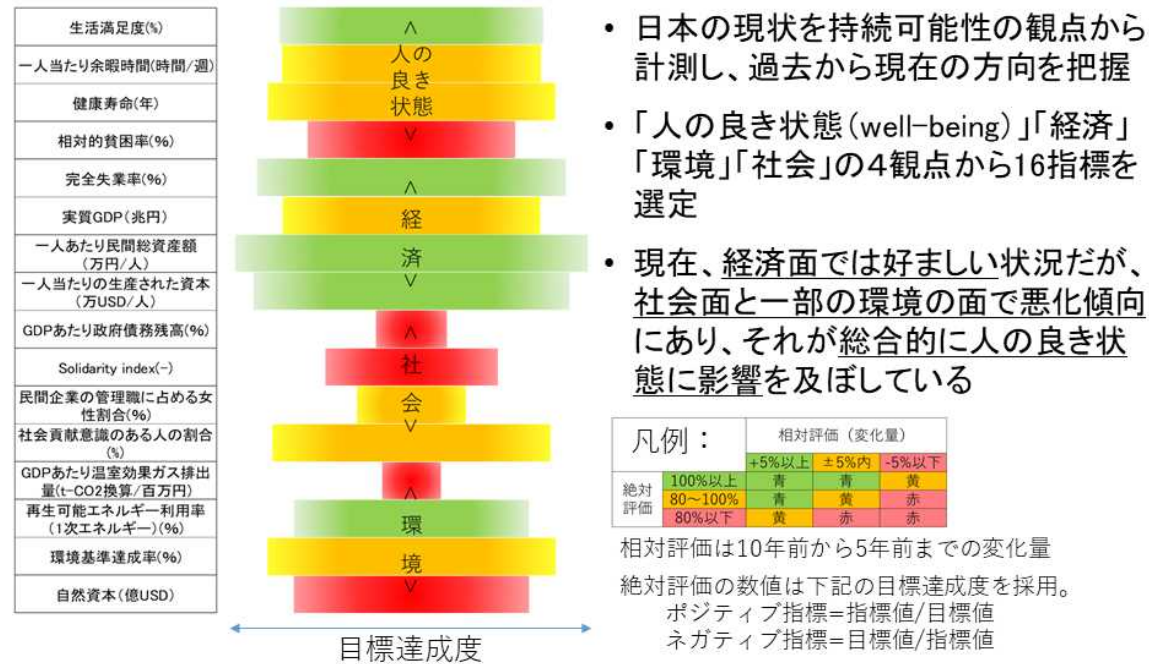 生活満足度(%)
一人当たり余暇時間(時間/週)
健康寿命(年)
相対的貧困率(%)
完全失業率(%)
実質GDP(兆円)
一人あたり民間総資産額
(万円/人)
一人当たりの生産された資本
(万USD/人)
GDPあたり政府債務残高(%)
Solidarity index(-)
民間企業の管理職に占める女
性割合(%)
社会貢献意識のある人の割合
(%)
GDPあたり温室効果ガス排出
量(t-CO2換算/百万円)
再生可能エネルギー利用率
(1次エネルギー)(%)
環境基準達成率(%)
自然資本(億USD)
<人の
良き
状態>
<経
済>
<社
会>
<環
境>
目標達成度
• 日本の現状を持続可能性の観点から
計測し、過去から現在の方向を把握
• 「人の良き状態(well-being)」「経済」
「環境」「社会」の4観点から16指標を
選定
• 現在、経済面では好ましい状況だが、
社会面と一部の環境の面で悪化傾向
にあり、それが総合的に人の良き状
態に影響を及ぼしている
凡例：
相対評価（変化量）
+5%以上 ±5%内 -5%以下
絶対
評価
100%以上 青 青 黄
80～100% 青 黄 赤
80%以下 黄 赤 赤
相対評価は10年前から5年前までの変化量
絶対評価の数値は下記の目標達成度を採用。
ポジティブ指標=指標値/目標値
ネガティブ指標=目標値/指標値